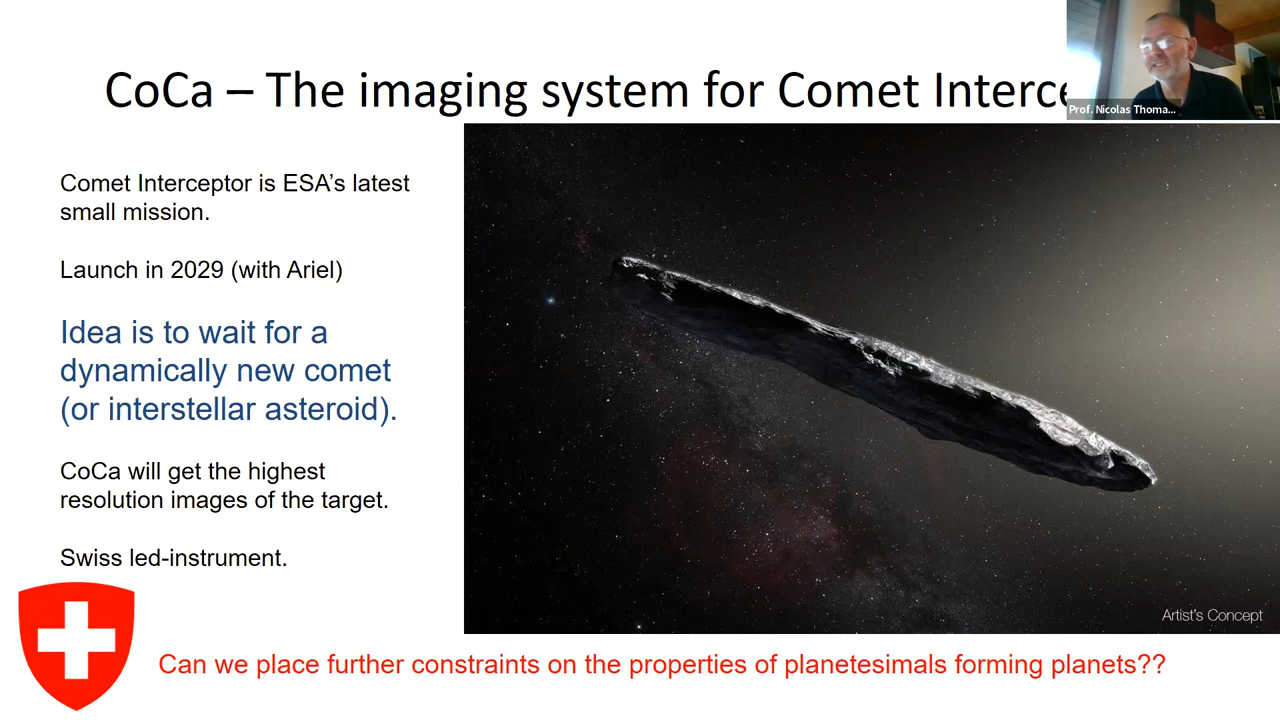 CoCa – The imaging system for Comet Interce
Prof. Nicolas Thoma...
Comet Interceptor is ESA’s latest
small mission.
Launch in 2029 (with Ariel)
Idea is to wait for a
dynamically new comet
(or interstellar asteroid).
CoCa will get the highest
resolution images of the target.
Swiss led-instrument.
Artist's Concept
Can we place further constraints on the properties of planetesimals forming planets??